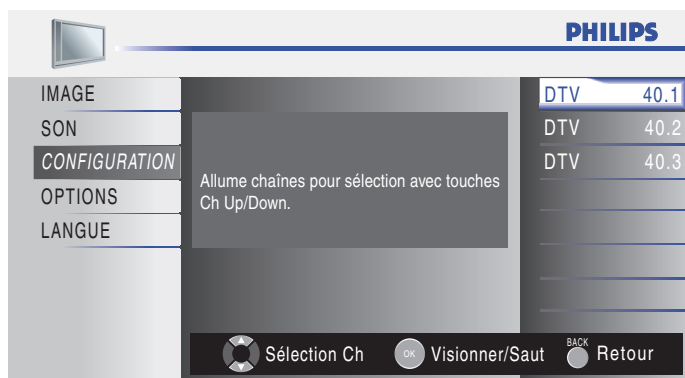 PHILIPS
IMAGE
SON
CONFIGURATION
OPTIONS
LANGUE
Allume chaînes pour sélection avec touches
Ch Up/Down.
DTV 40.1
DTV 40.2
DTV 40.3
Sélection Ch OK Visionner/Saut BACK Retour